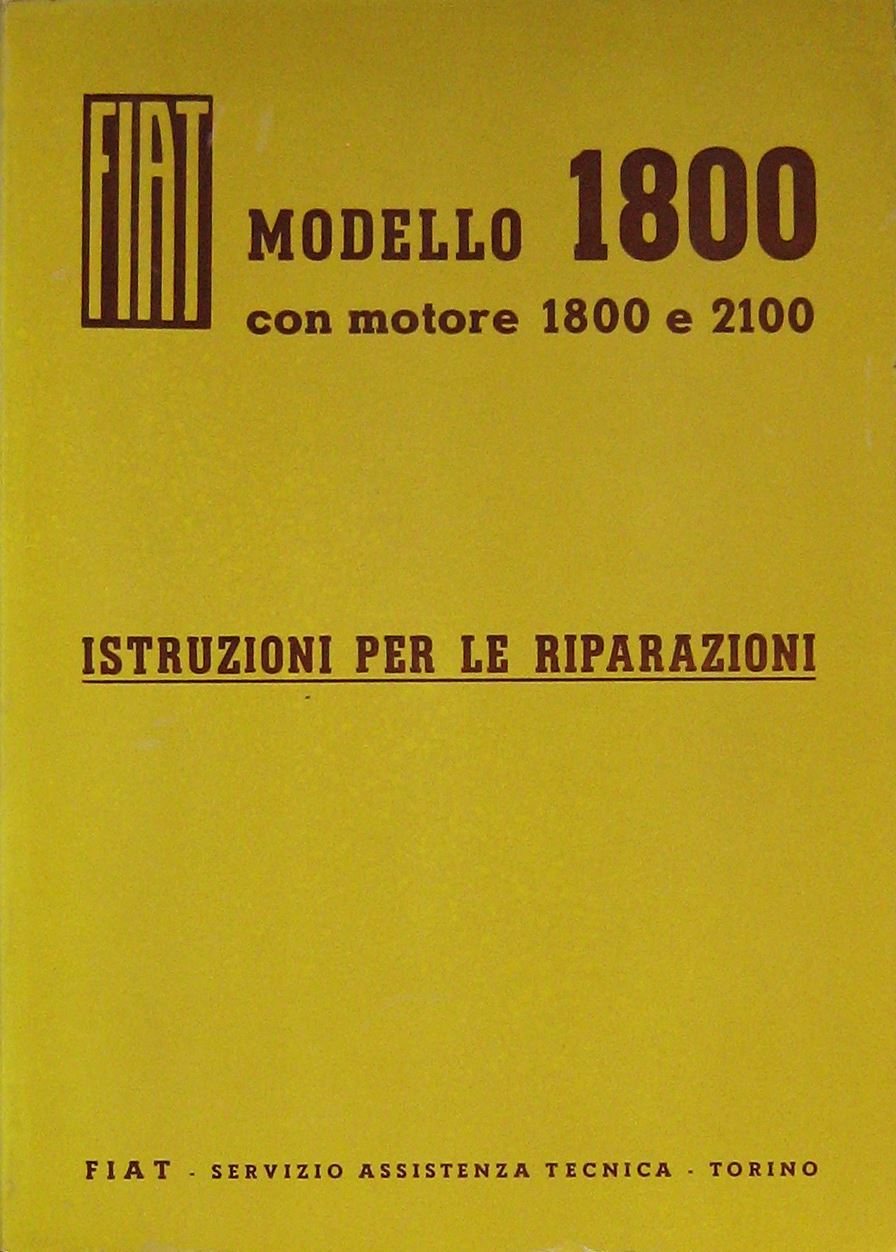 FIAT
MODELLO 1800
con motore 1800 e 2100
ISTRUZIONI PER LE RIPARAZIONI
FIAT - SERVIZIO ASSISTENZA TECNICA - TORINO